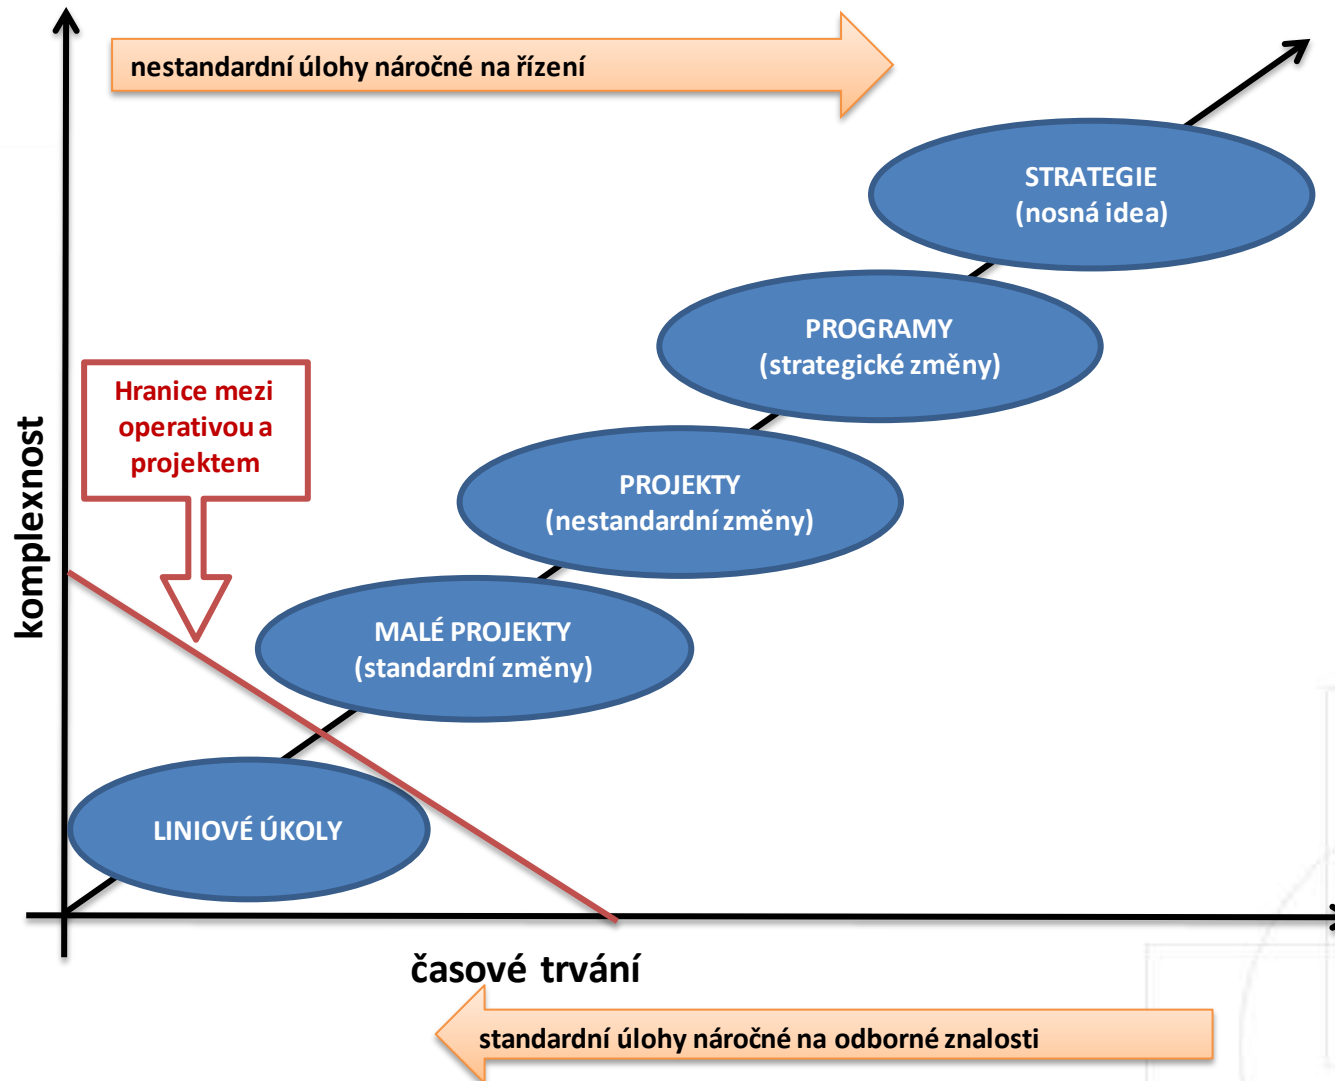 nestandardní úlohy náročné na řízení
STRATEGIE
(nosná idea)
PROGRAMY
(strategické změny)
Hranice mezi
operativou a
projektem
PROJEKTY
(nestandardní změny)
komplexnost
MALÉ PROJEKTY
(standardní změny)
LINIOVÉ ÚKOLY
časové trvání
standardní úlohy náročné na odborné znalosti